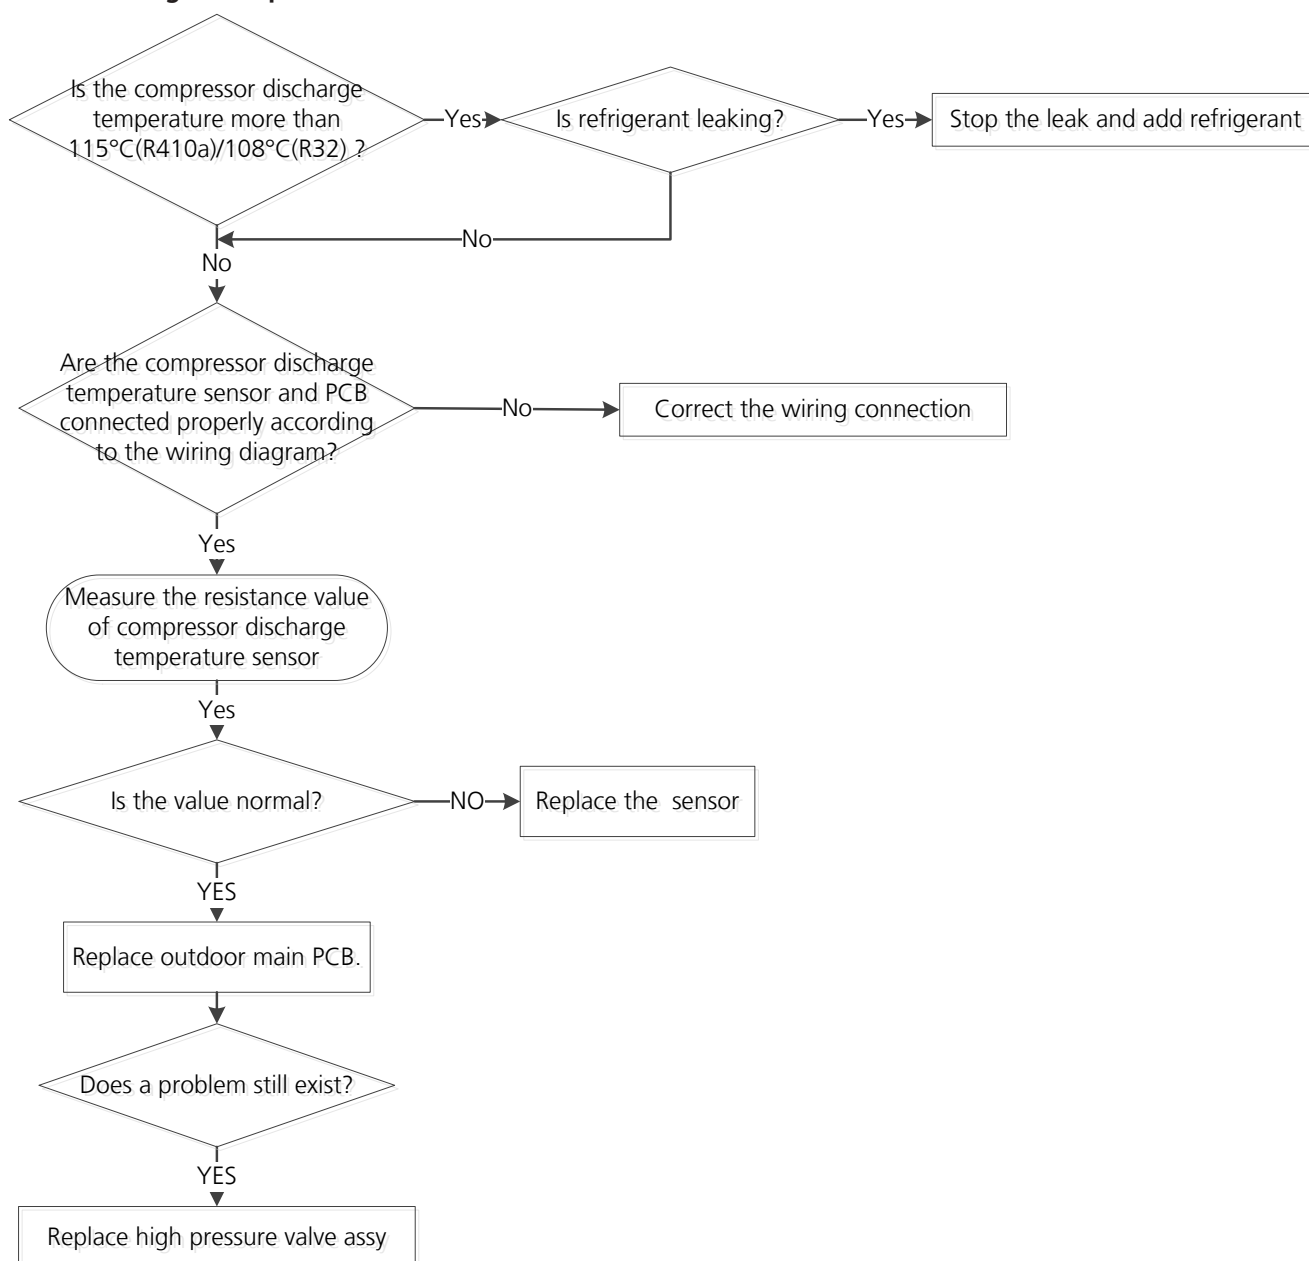 Is the compressor discharge
temperature more than
115°C(R410a)/108°C(R32) ?
Yes
Is refrigerant leaking?
Yes
Stop the leak and add refrigerant
No
No
Are the compressor discharge
temperature sensor and PCB
connected properly according
to the wiring diagram?
No
Correct the wiring connection
Yes
Measure the resistance value
of compressor discharge
temperature sensor
Yes
Is the value normal?
NO
Replace the sensor
YES
Replace outdoor main PCB.
Does a problem still exist?
YES
Replace high pressure valve assy